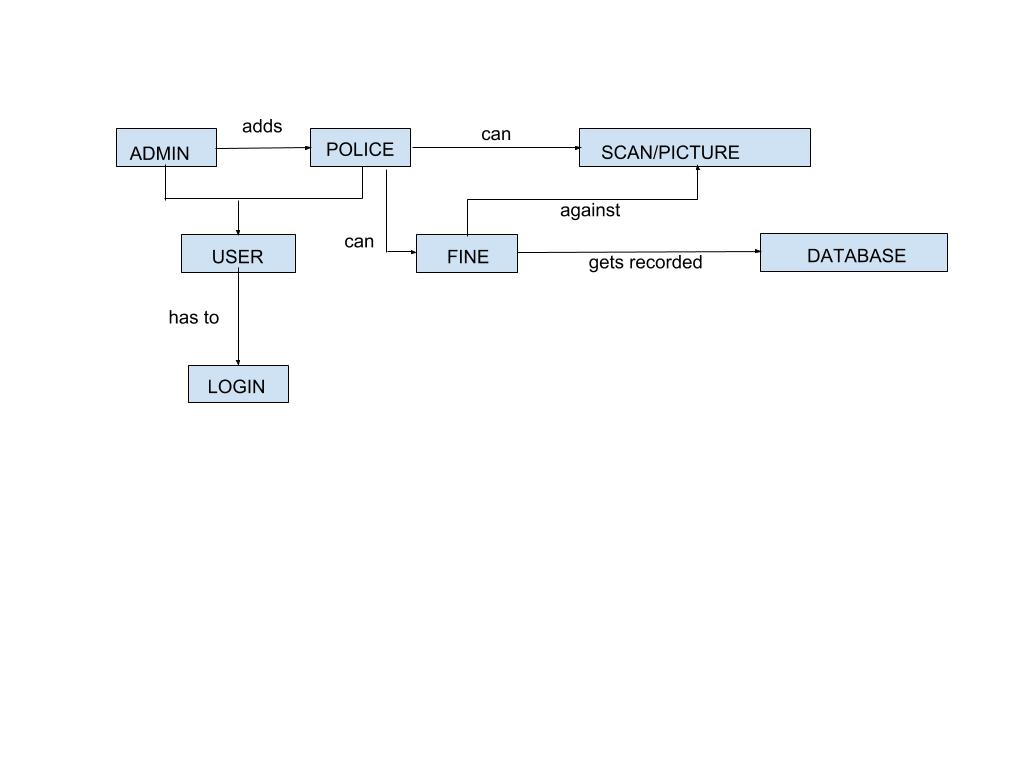 adds
can
ADMIN
POLICE
SCAN/PICTURE
against
can
USER
FINE
gets recorded
DATABASE
has to
LOGIN